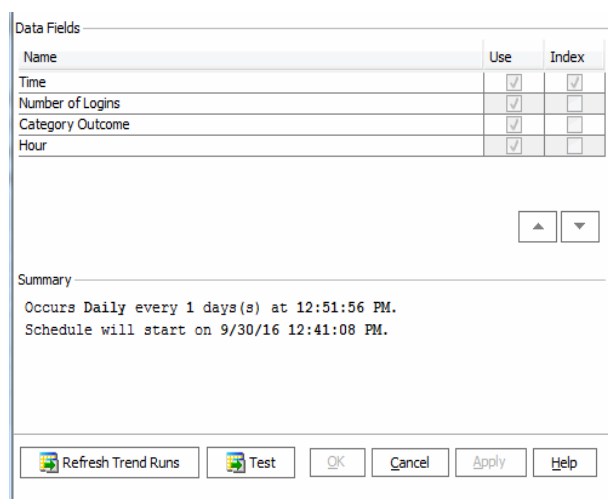 Data Fields
Name Use Index
Time
Number of Logins
Category Outcome
Hour
Summary
Occurs Daily every 1 days(s) at 12:51:56 PM.
Schedule will start on 9/30/16 12:41:08 PM.
Refresh Trend Runs Test OK Cancel Apply Help